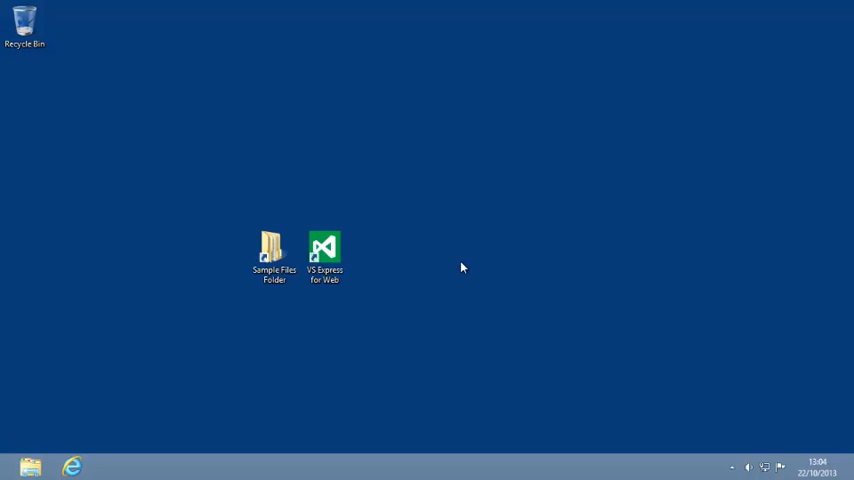 Recycle Bin
Sample Files
Folder
VS Express
for Web
13:04
22/10/2013